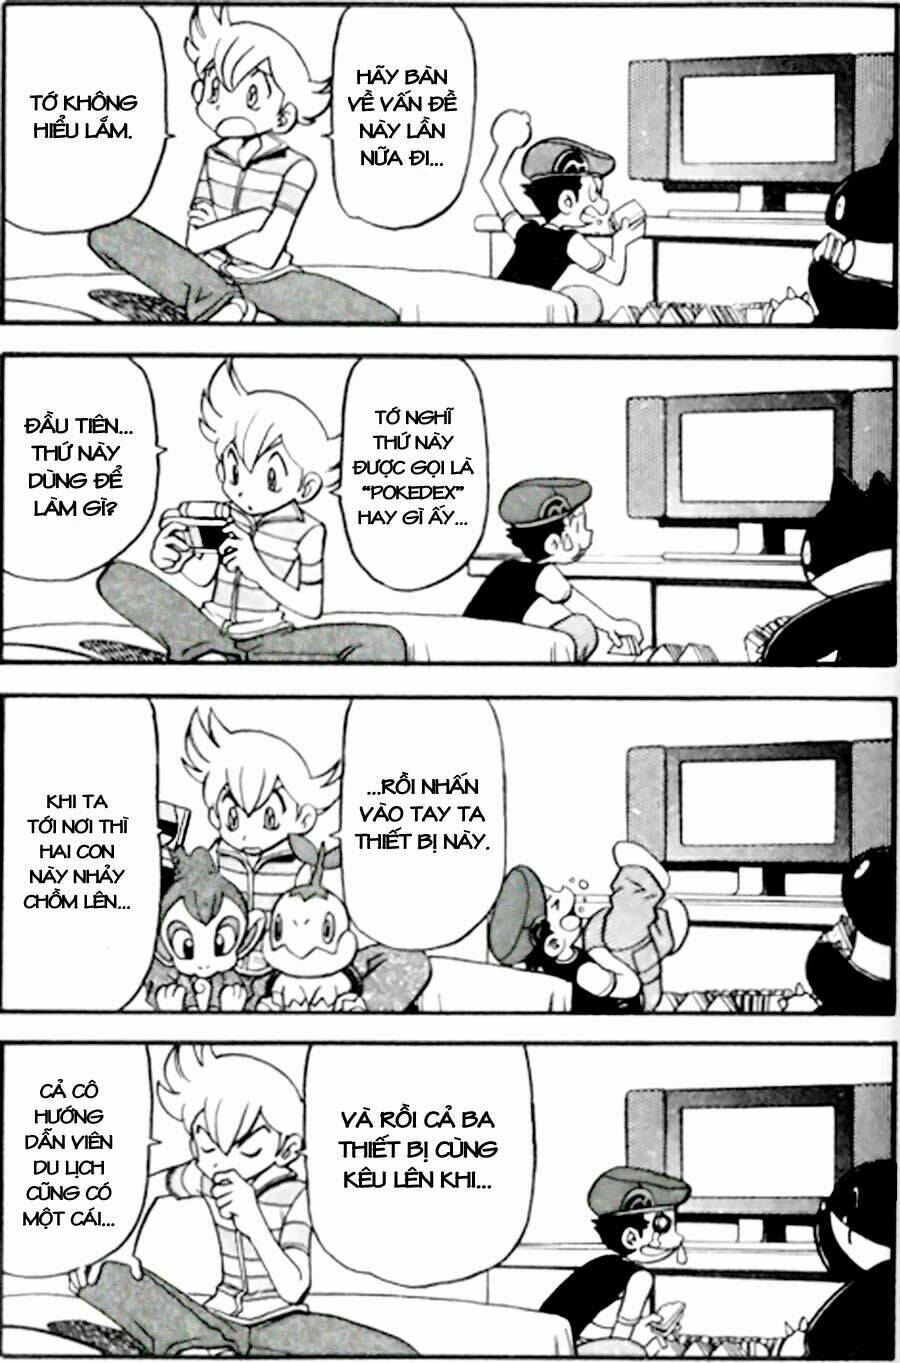 HÃY BÀN
VỀ VẤN ĐỀ
NÀY LẦN
NỮA ĐI...
TỚ KHÔNG
HIỂU LẮM.
TỚ NGHĨ
THỨ NÀY
ĐƯỢC GỌI LÀ
“POKEDEX”
HAY GÌ ẤY...
ĐẦU TIÊN...
THỨ NÀY
DÙNG ĐỂ
LÀM GÌ?
...RỒI NHẤN
VÀO TAY TA
THIẾT BỊ NÀY.
KHI TA
TỚI NƠI THÌ
HAI CON
NÀY NHẢY
CHỒM LÊN...
VÀ RỒI CẢ BA
THIẾT BỊ CÙNG
KÊU LÊN KHI...
CẢ CÔ
HƯỚNG
DẪN VIÊN
DU LỊCH
CŨNG CÓ
MỘT CÁI...